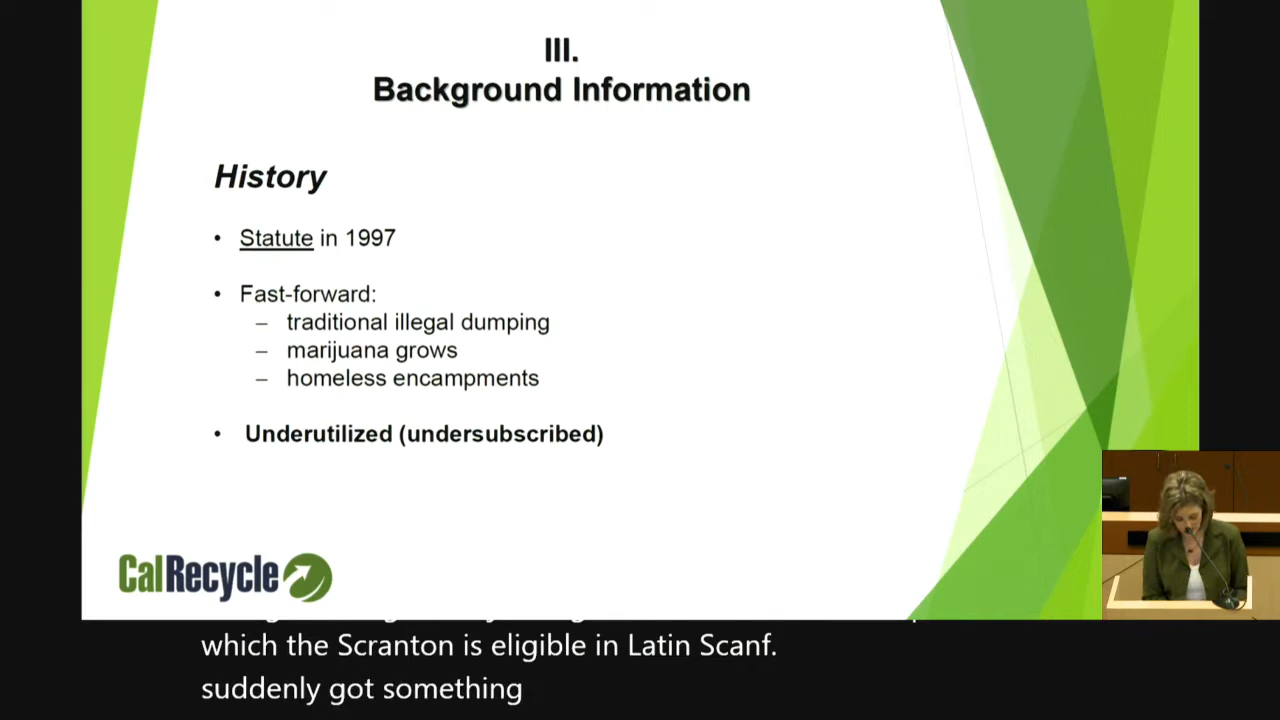 III.
Background Information
History
• Statute in 1997
• Fast-forward:
– traditional illegal dumping
– marijuana grows
– homeless encampments
• Underutilized (undersubscribed)
CalRecycle
which the Scranton is eligible in Latin Scanf.
suddenly got something